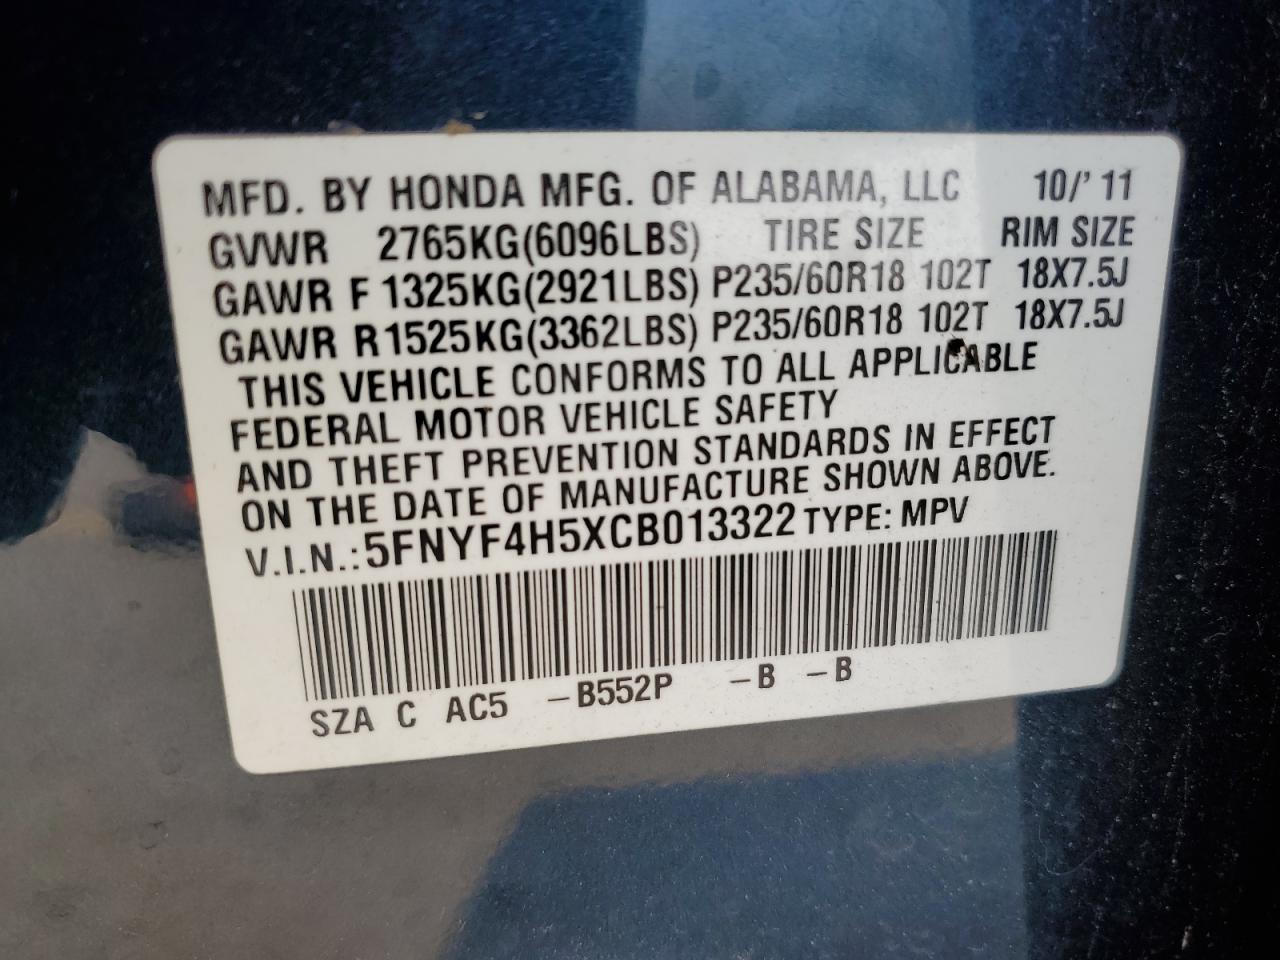 MFD. BY HONDA MFG. OF ALABAMA, LLC 10/'11
GVWR 2765KG(6096LBS) TIRE SIZE RIM SIZE
GAWR F 1325KG(2921LBS) P235/60R18 102T 18X7.5J
GAWR R 1525KG(3362LBS) P235/60R18 102T 18X7.5J
THIS VEHICLE CONFORMS TO ALL APPLICABLE
FEDERAL MOTOR VEHICLE SAFETY
AND THEFT PREVENTION STANDARDS IN EFFECT
ON THE DATE OF MANUFACTURE SHOWN ABOVE.
V.I.N.: 5FNYF4H5XCB013322 TYPE: MPV
SZA C AC5 -B552P -B -B